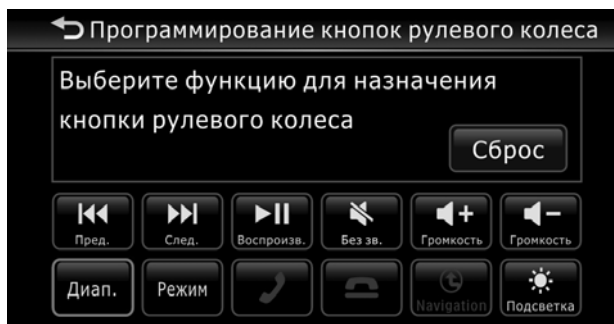 Программирование кнопок рулевого колеса
Выберите функцию для назначения
кнопки рулевого колеса
Сброс
Пред. След. Воспроизв. Без зв. Громкость Громкость
Диап. Режим Navigation Подсветка